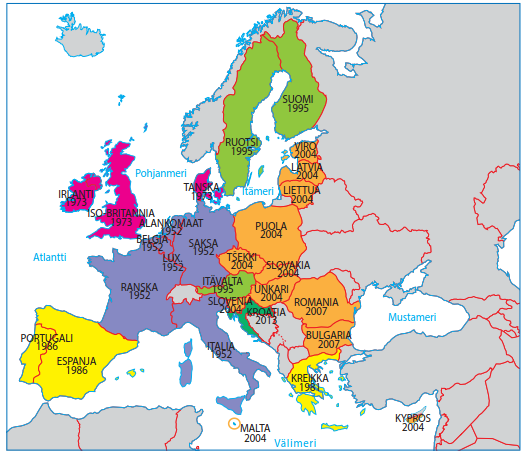 SUOMI
1995
RUOTSI
1995
VIRO
2004
LATVIA
2004
LIETTUA
2004
Pohjanmeri
TANSKA
1973
Itämeri
IRLANTI
1973
ISO-BRITANNIA
1973
ALANKOMAAT
1952
BELGIA
1952
SAKSA
1952
PUOLA
2004
LUX.
1952
TSEKKI
2004
SLOVAKIA
2004
Atlantti
RANSKA
1952
ITÄVALTA
1995
UNKARI
2004
SLOVENIA
2004
KROATIA
2013
ROMANIA
2007
Mustameri
BULGARIA
2007
PORTUGALI
1986
ESPANJA
1986
ITALIA
1952
KREIKKA
1981
KYPROS
2004
MALTA
2004
Välimeri